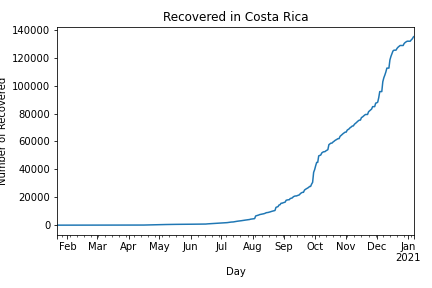 Recovered in Costa Rica
140000
120000
100000
80000
60000
40000
20000
0
Number of Recovered
Feb Mar Apr May Jun Jul Aug Sep Oct Nov Dec Jan
2021
Day